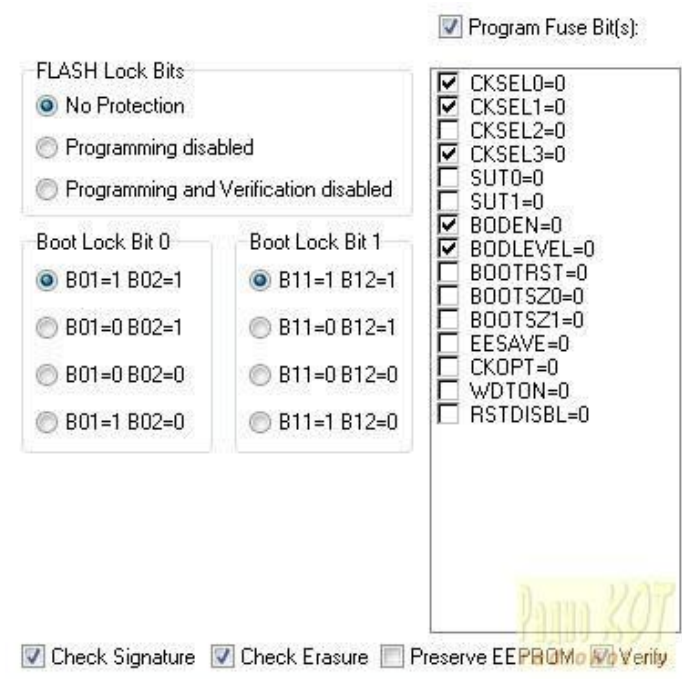 Program Fuse Bit(s):
FLASH Lock Bits
No Protection
Programming disabled
Programming and Verification disabled
Boot Lock Bit 0
B01=1 B02=1
B01=0 B02=1
B01=0 B02=0
B01=1 B02=0
Boot Lock Bit 1
B11=1 B12=1
B11=0 B12=1
B11=0 B12=0
B11=1 B12=0
CKSEL0=0
CKSEL1=0
CKSEL2=0
CKSEL3=0
SUT0=0
SUT1=0
BODEN=0
BODLEVEL=0
BOOTRST=0
BOOTSZ0=0
BOOTSZ1=0
EESAVE=0
CKOPT=0
WDTON=0
RSTDISBL=0
Радио КОТ
Check Signature Check Erasure Preserve EEPROM Verify